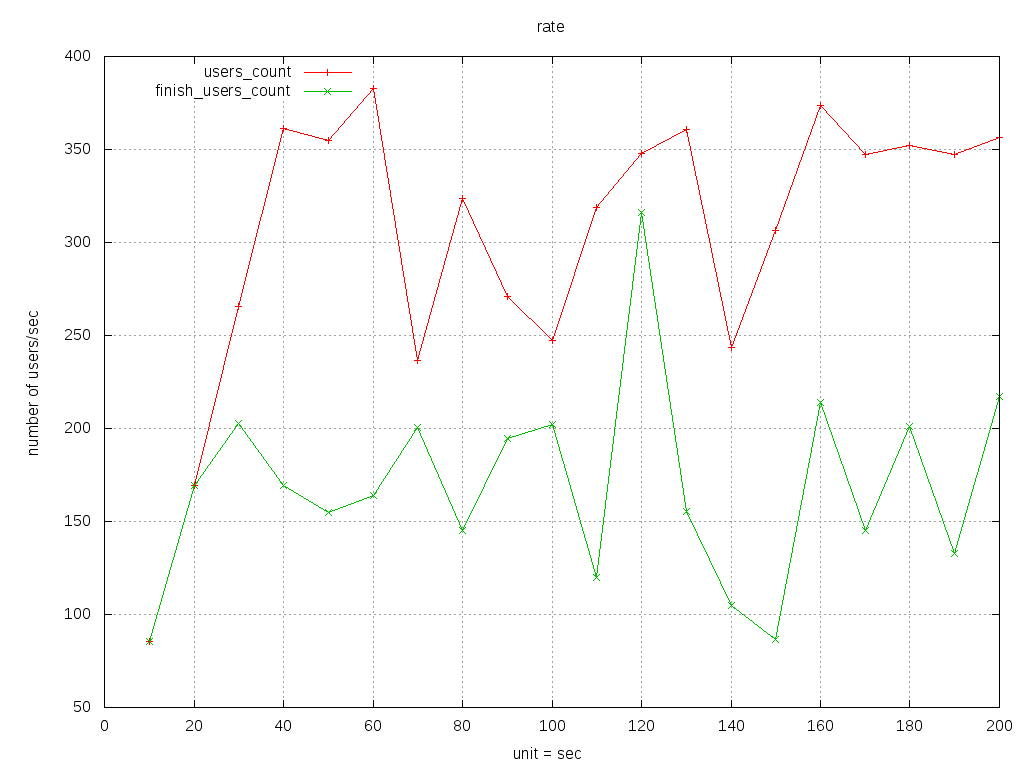 rate
400
users_count
finish_users_count
350
300
250
200
150
100
50
number of users/sec
0 20 40 60 80 100 120 140 160 180 200
unit = sec